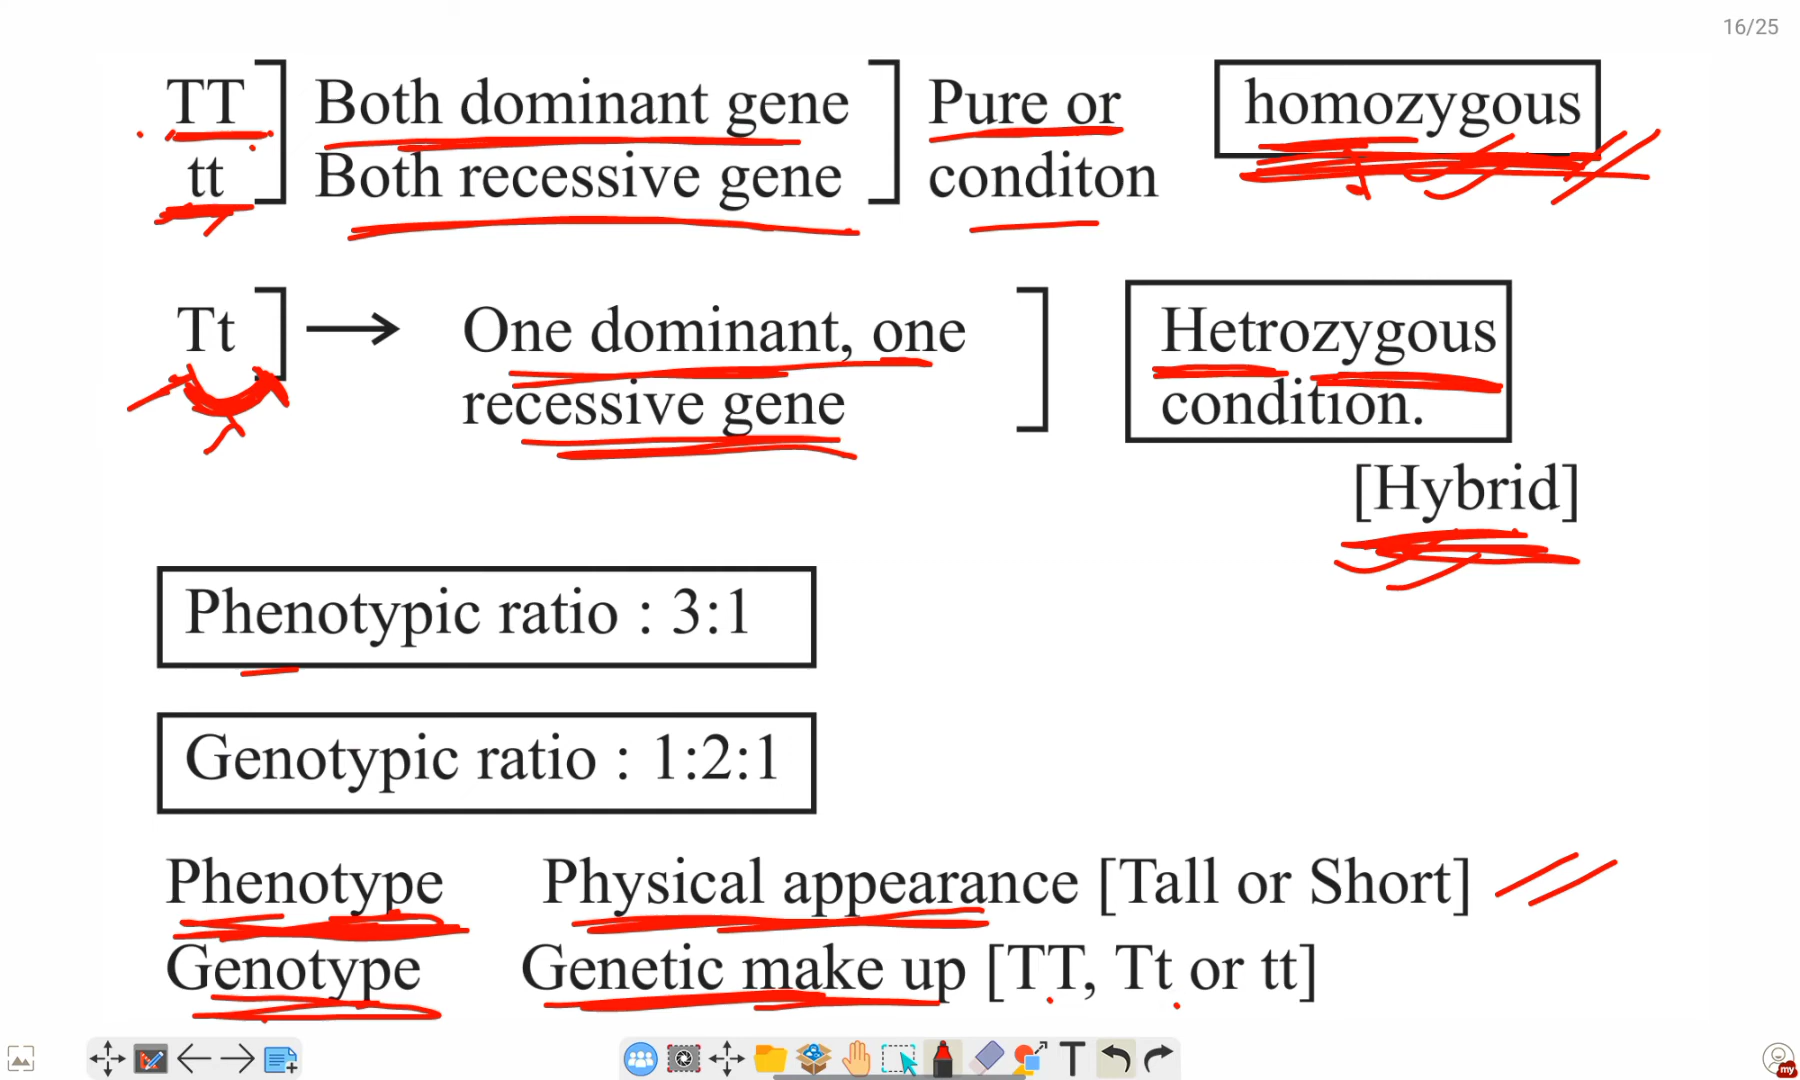 16/25
TT] Both dominant gene] Pure or homozygous
tt] Both recessive gene] conditon
Tt] → One dominant, one] Hetrozygous
recessive gene condition.
[Hybrid]
Phenotypic ratio : 3:1
Genotypic ratio : 1:2:1
Phenotype Physical appearance [Tall or Short]
Genotype Genetic make up [TT, Tt or tt]
T
my